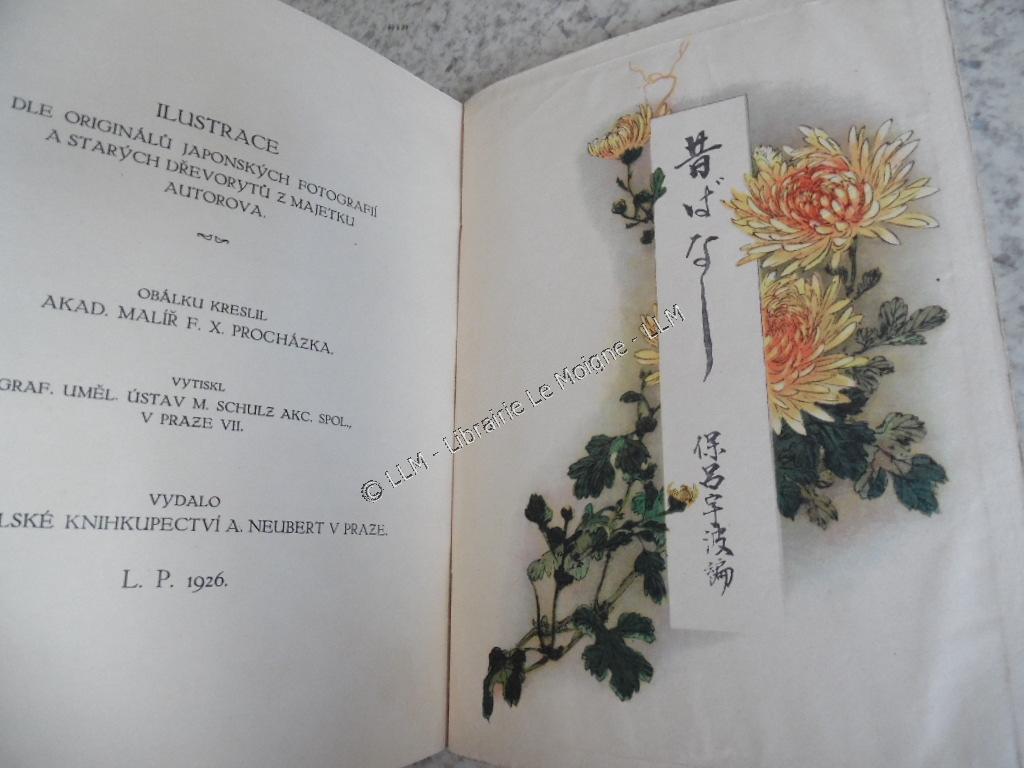 ILUSTRACE
DLE ORIGINÁLŮ JAPONSKÝCH FOTOGRAFIÍ
A STARÝCH DŘEVORYTŮ Z MAJETKU
AUTOROVA.
OBÁLKU KRESLIL
AKAD. MALÍŘ F. X. PROCHÁZKA.
VYTISKL
GRAF. UMĚL. ÚSTAV M. SCHULZ AKC. SPOL.,
V PRAZE VII.
VYDALO
LSKÉ KNIHKUPECTVÍ A. NEUBERT V PRAZE.
L. P. 1926.
昔ばなし
保呂宇波編
© LLM - Librairie Le Moigne - LLM